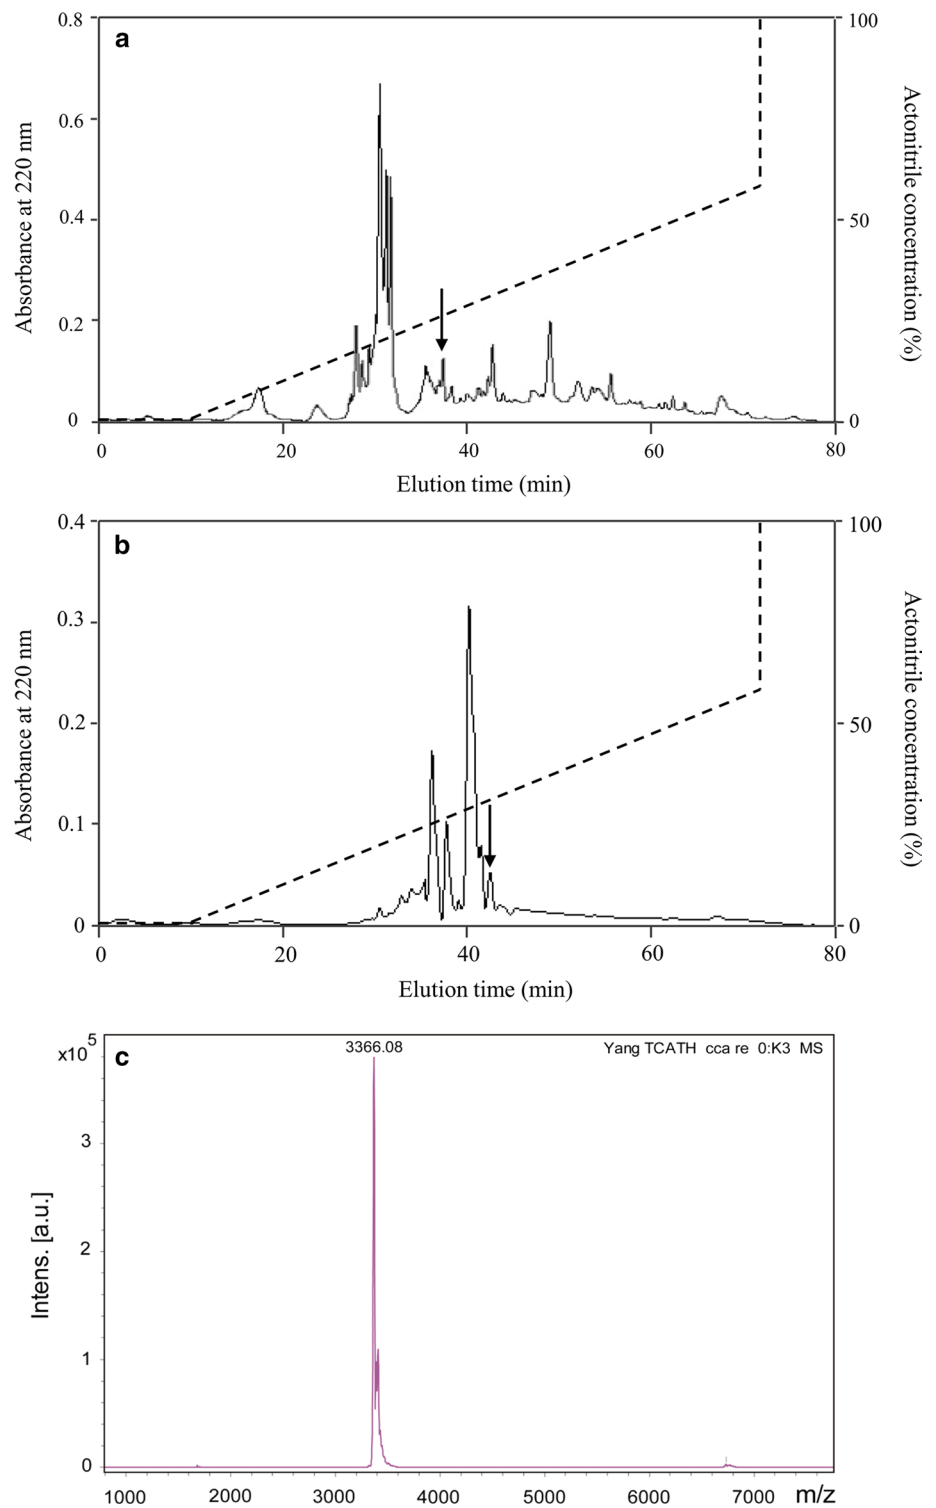 a
0.8
0.6
0.4
0.2
0
Absorbance at 220 nm
100
50
0
Actonitrile concentration (%)
0 20 40 60 80
Elution time (min)
b
0.4
0.3
0.2
0.1
0
Absorbance at 220 nm
100
50
0
Actonitrile concentration (%)
0 20 40 60 80
Elution time (min)
c
x10^5
3366.08
Yang TCATH cca re 0:K3 MS
3
2
1
0
Intens. [a.u.]
1000 2000 3000 4000 5000 6000 7000 m/z